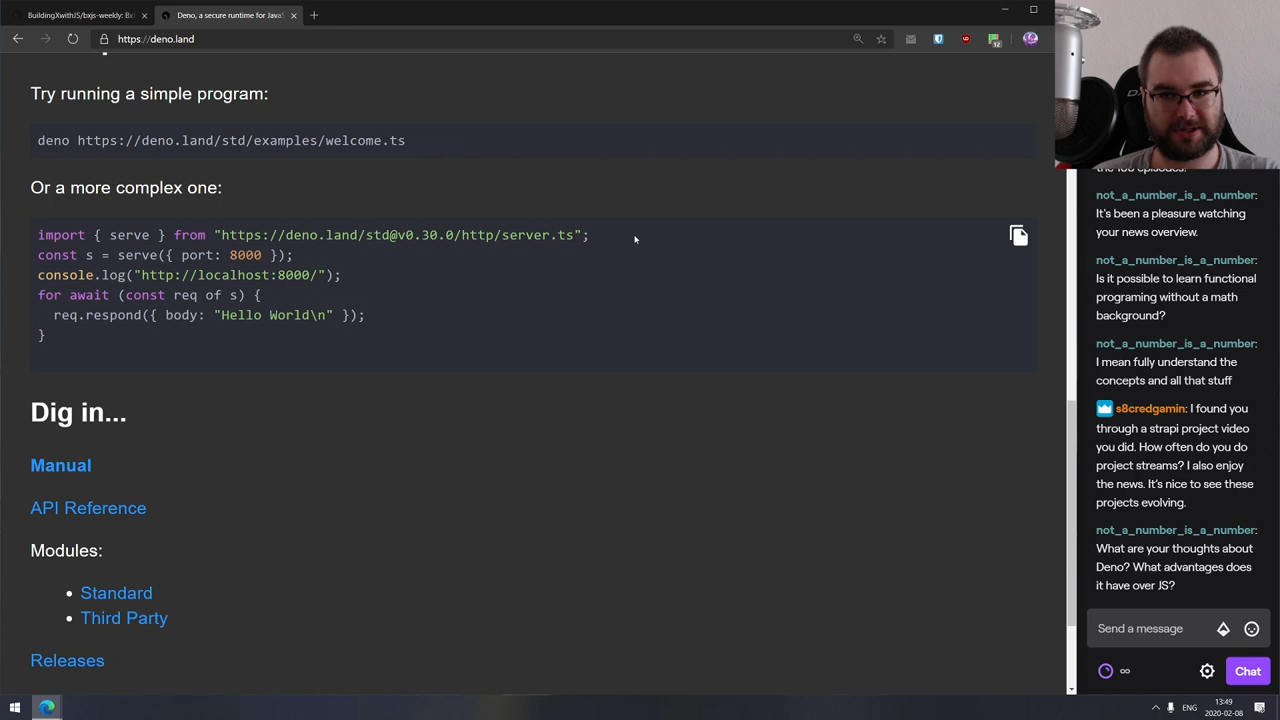 BuildingXwithJS/bxjs-weekly: BxJ
Deno, a secure runtime for JavaS
https://deno.land
12
Try running a simple program:
deno https://deno.land/std/examples/welcome.ts
Or a more complex one:
import { serve } from "https://deno.land/std@v0.30.0/http/server.ts";
const s = serve({ port: 8000 });
console.log("http://localhost:8000/");
for await (const req of s) {
req.respond({ body: "Hello World\n" });
}
Dig in...
Manual
API Reference
Modules:
Standard
Third Party
Releases
not_a_number_is_a_number:
It's been a pleasure watching
your news overview.
not_a_number_is_a_number:
Is it possible to learn functional
programing without a math
background?
not_a_number_is_a_number:
I mean fully understand the
concepts and all that stuff
s8credgamin: I found you
through a strapi project video
you did. How often do you do
project streams? I also enjoy
the news. It's nice to see these
projects evolving.
not_a_number_is_a_number:
What are your thoughts about
Deno? What advantages does
it have over JS?
Send a message
∞
Chat
ENG
13:49
2020-02-08